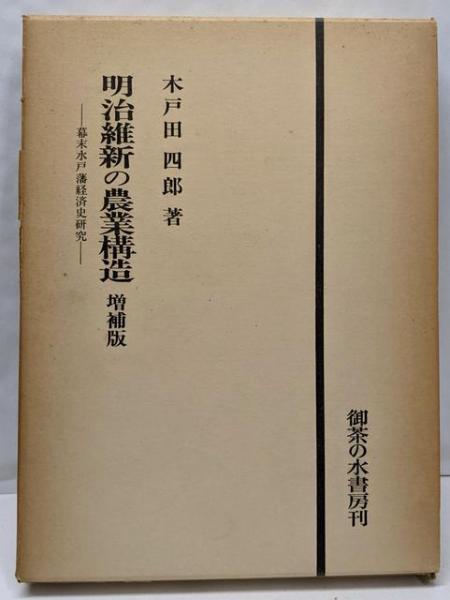 木戸田四郎著
明治維新の農業構造 増補版
――幕末水戸藩経済史研究――
御茶の水書房刊